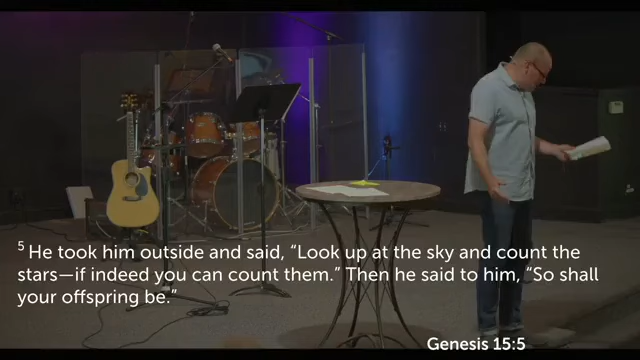 5 He took him outside and said, “Look up at the sky and count the
stars—if indeed you can count them.” Then he said to him, “So shall
your offspring be.”
Genesis 15:5